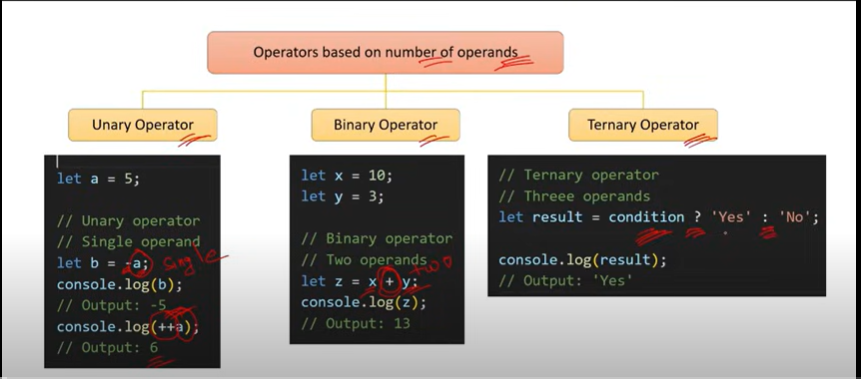 Operators based on number of operands
Unary Operator
Binary Operator
Ternary Operator
let a = 5;
// Unary operator
// Single operand
let b = -a; single
console.log(b);
// Output: -5
console.log(++a);
// Output: 6
let x = 10;
let y = 3;
// Binary operator
// Two operands
let z = x + y; two
console.log(z);
// Output: 13
// Ternary operator
// Threee operands
let result = condition ? 'Yes' : 'No';
console.log(result);
// Output: 'Yes'